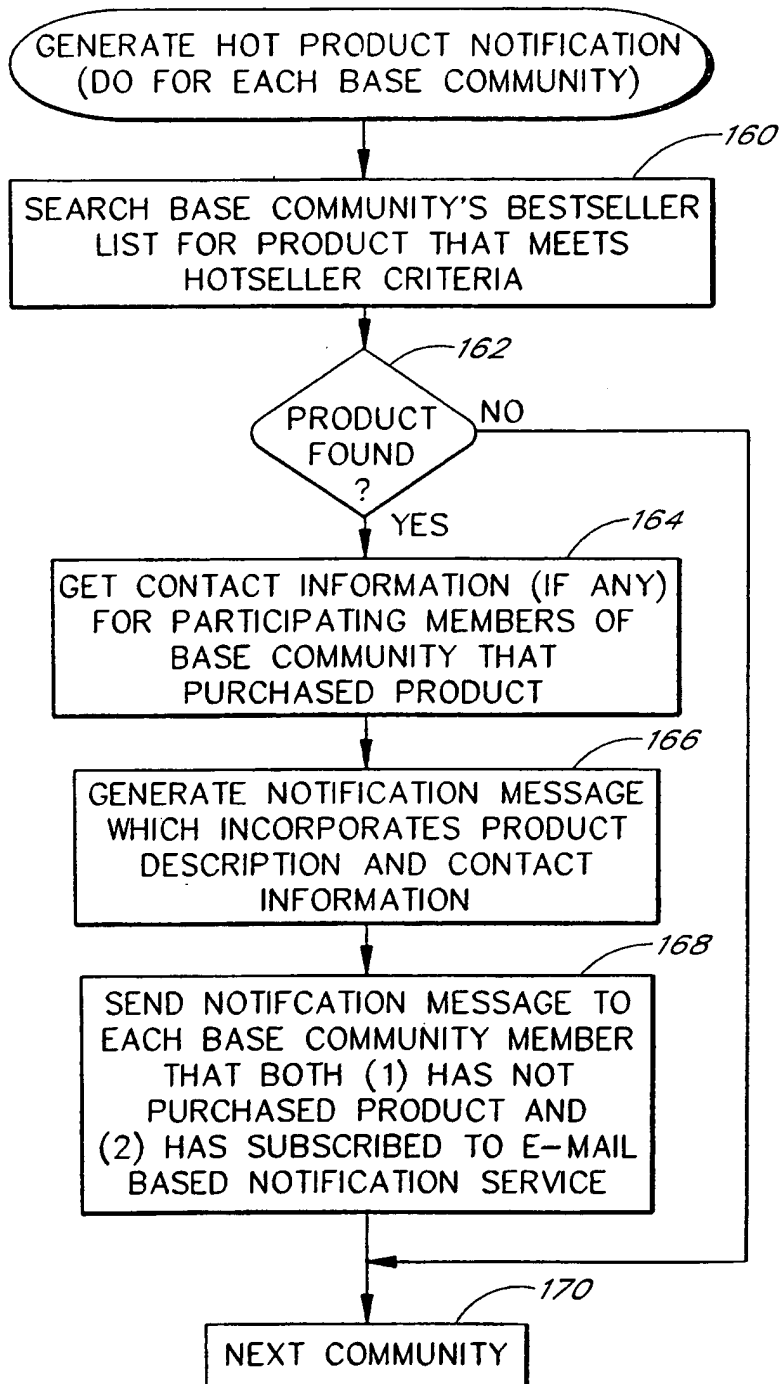 GENERATE HOT PRODUCT NOTIFICATION
(DO FOR EACH BASE COMMUNITY)
160
SEARCH BASE COMMUNITY'S BESTSELLER
LIST FOR PRODUCT THAT MEETS
HOTSELLER CRITERIA
162
PRODUCT
FOUND
?
NO
YES
164
GET CONTACT INFORMATION (IF ANY)
FOR PARTICIPATING MEMBERS OF
BASE COMMUNITY THAT
PURCHASED PRODUCT
166
GENERATE NOTIFICATION MESSAGE
WHICH INCORPORATES PRODUCT
DESCRIPTION AND CONTACT
INFORMATION
168
SEND NOTIFCATION MESSAGE TO
EACH BASE COMMUNITY MEMBER
THAT BOTH (1) HAS NOT
PURCHASED PRODUCT AND
(2) HAS SUBSCRIBED TO E-MAIL
BASED NOTIFICATION SERVICE
170
NEXT COMMUNITY